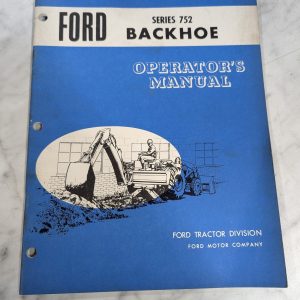 FORD
SERIES 752
BACKHOE
OPERATOR'S
MANUAL
FORD TRACTOR DIVISION
FORD MOTOR COMPANY